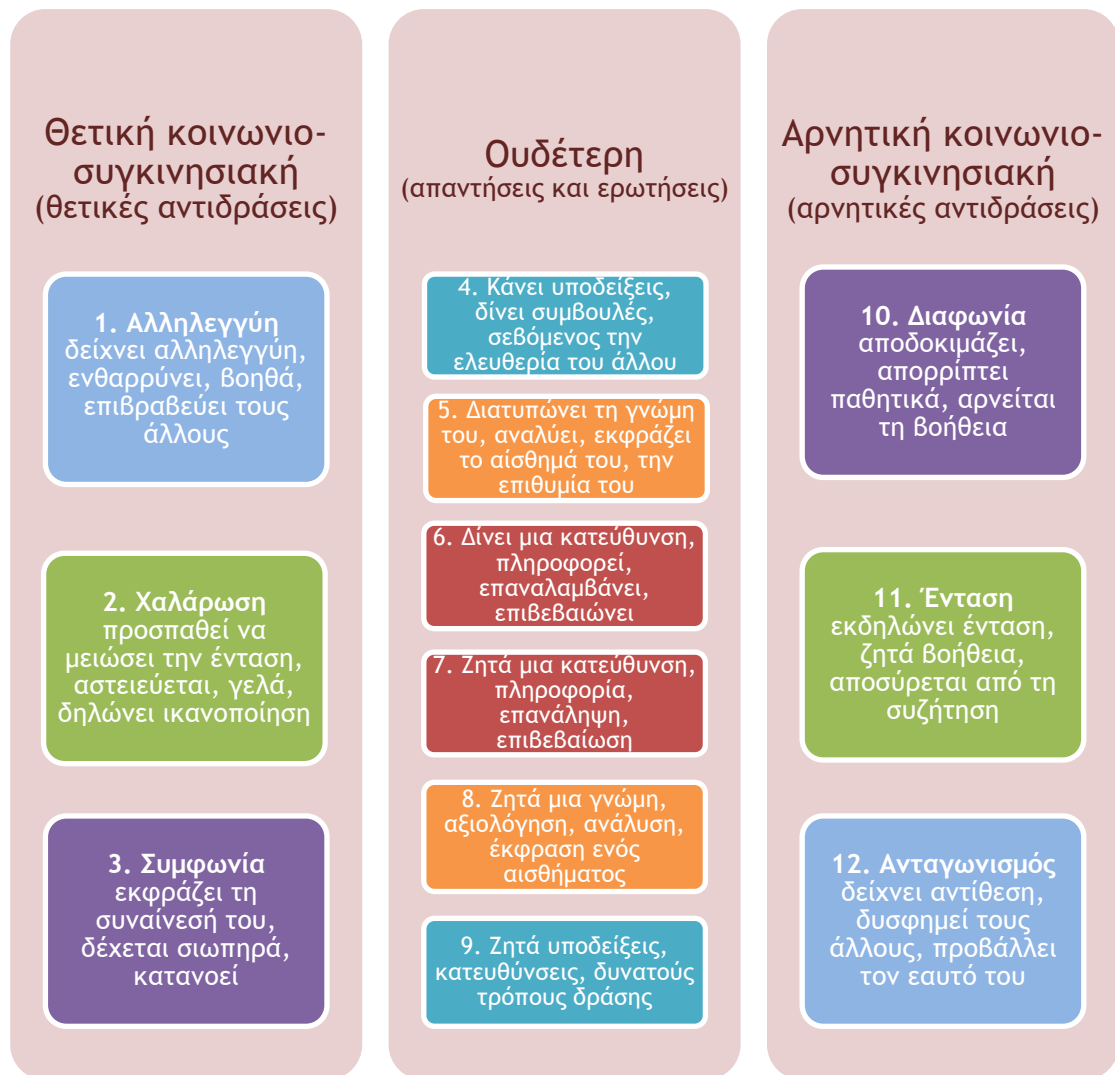 Θετική κοινωνιο-
συγκινησιακή
(θετικές αντιδράσεις)
1. Αλληλεγγύη
δείχνει αλληλεγγύη,
ενθαρρύνει, βοηθά,
επιβραβεύει τους
άλλους
2. Χαλάρωση
προσπαθεί να
μειώσει την ένταση,
αστειεύεται, γελά,
δηλώνει ικανοποίηση
3. Συμφωνία
εκφράζει τη
συναίνεσή του,
δέχεται σιωπηρά,
κατανοεί
Ουδέτερη
(απαντήσεις και ερωτήσεις)
4. Κάνει υποδείξεις,
δίνει συμβουλές,
σεβόμενος την
ελευθερία του άλλου
5. Διατυπώνει τη γνώμη
του, αναλύει, εκφράζει
το αίσθημά του, την
επιθυμία του
6. Δίνει μια κατεύθυνση,
πληροφορεί,
επαναλαμβάνει,
επιβεβαιώνει
7. Ζητά μια κατεύθυνση,
πληροφορία,
επανάληψη,
επιβεβαίωση
8. Ζητά μια γνώμη,
αξιολόγηση, ανάλυση,
έκφραση ενός
αισθήματος
9. Ζητά υποδείξεις,
κατευθύνσεις, δυνατούς
τρόπους δράσης
Αρνητική κοινωνιο-
συγκινησιακή
(αρνητικές αντιδράσεις)
10. Διαφωνία
αποδοκιμάζει,
απορρίπτει
παθητικά, αρνείται
τη βοήθεια
11. Ένταση
εκδηλώνει ένταση,
ζητά βοήθεια,
αποσύρεται από τη
συζήτηση
12. Ανταγωνισμός
δείχνει αντίθεση,
δυσφημεί τους
άλλους, προβάλλει
τον εαυτό του